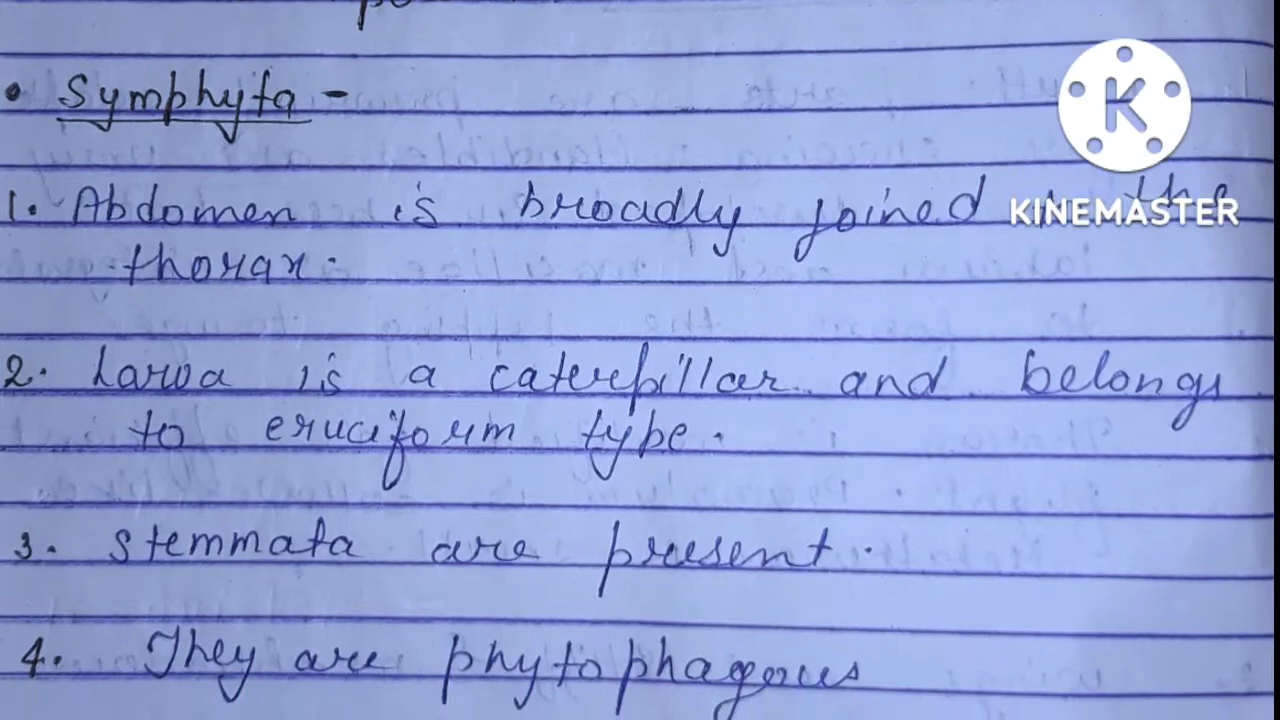 • Symphyta -
1. Abdomen is broadly joined the
thorax.
2. Larva is a caterpillar and belongs
to eruciform type.
3. Stemmata are present.
4. They are phytophagous
K
KINEMASTER